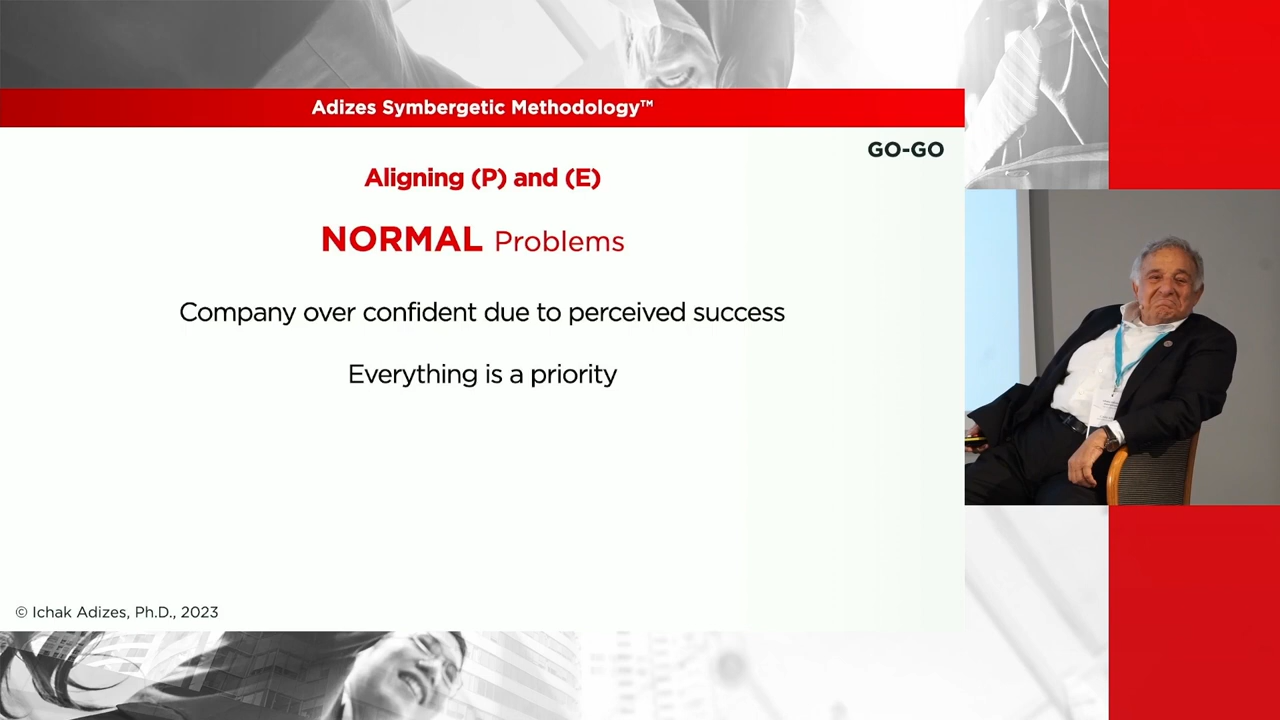 Adizes Symbergetic Methodology™
GO-GO
Aligning (P) and (E)
NORMAL Problems
Company over confident due to perceived success
Everything is a priority
© Ichak Adizes, Ph.D., 2023